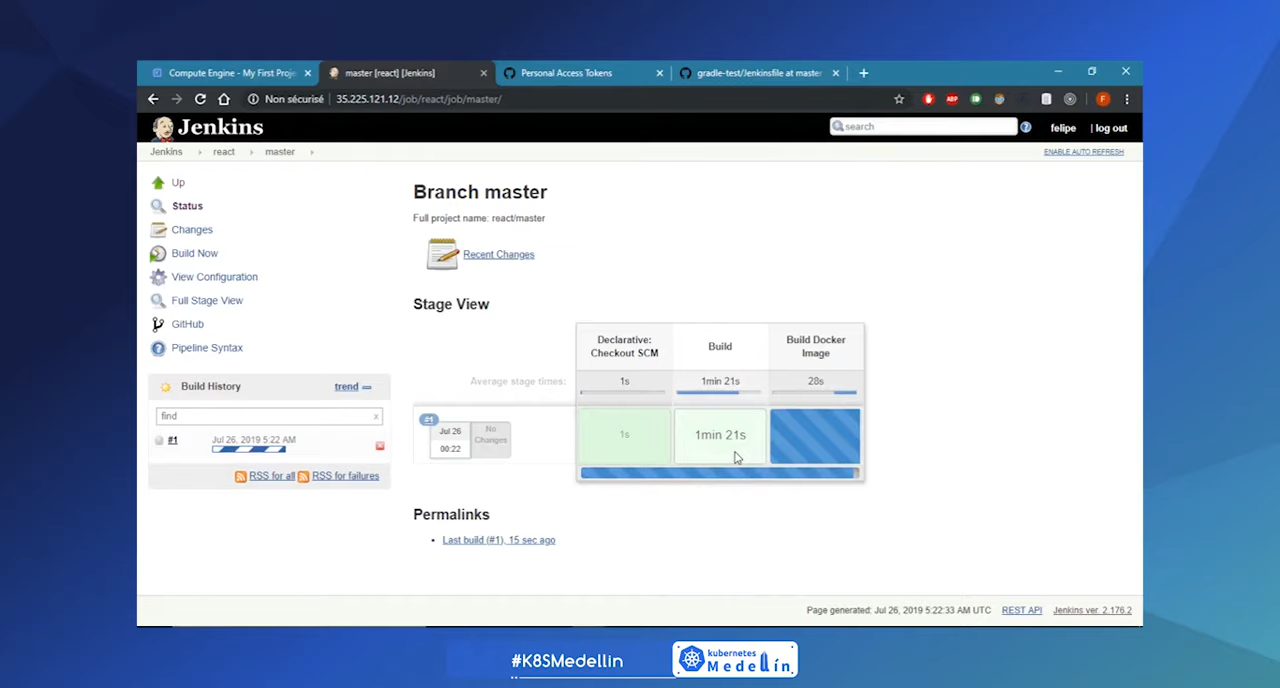 Compute Engine - My First Proje
master [react] [Jenkins]
Personal Access Tokens
gradle-test/Jenkinsfile at master
Non sécurisé | 35.225.121.12/job/react/job/master/
ABP
F
Jenkins
search
felipe | log out
Jenkins react master
ENABLE AUTO REFRESH
Up
Status
Changes
Build Now
View Configuration
Full Stage View
GitHub
Pipeline Syntax
Build History trend
find x
#1 Jul 26, 2019 5:22 AM
RSS for all RSS for failures
Branch master
Full project name: react/master
Recent Changes
Stage View
Declarative: Checkout SCM
Build
Build Docker Image
Average stage times:
1s
1min 21s
28s
#1
Jul 26
00:22
No Changes
1s
1min 21s
Permalinks
Last build (#1), 15 sec ago
Page generated: Jul 26, 2019 5:22:33 AM UTC REST API Jenkins ver. 2.176.2
#K8SMedellin
kubernetes
Medellín